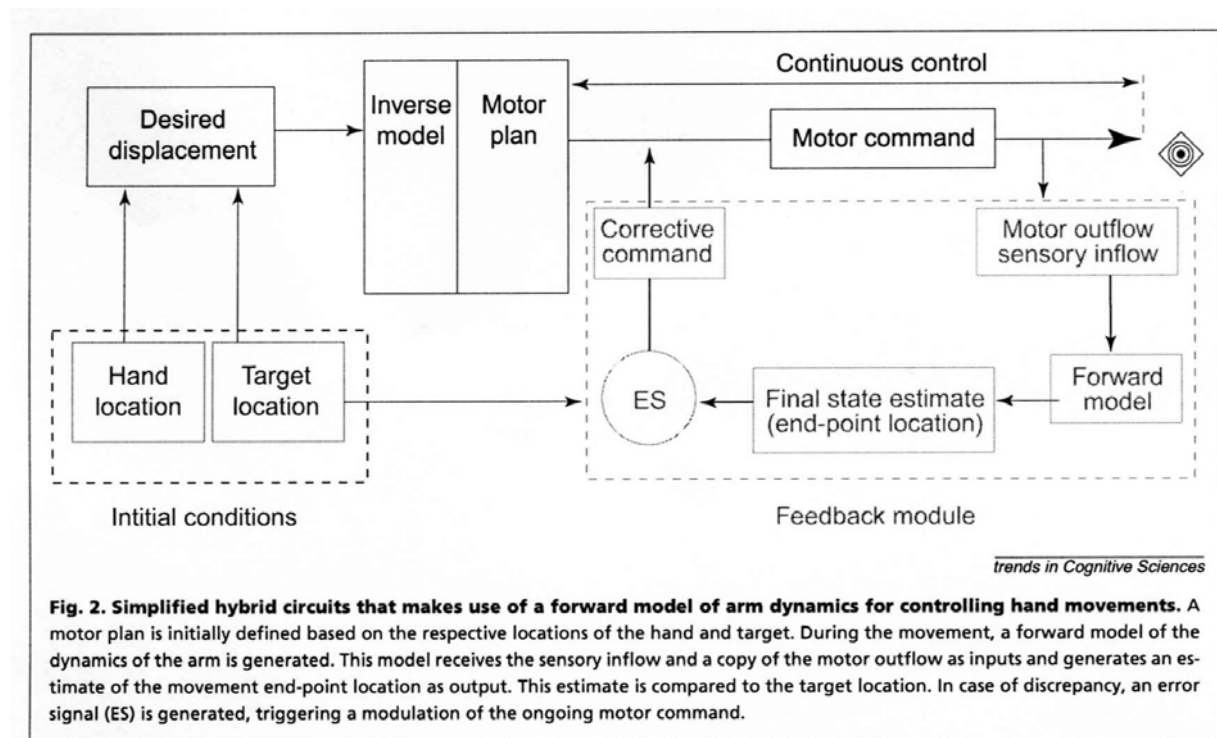 Continuous control
Desired
displacement
Inverse
model
Motor
plan
Motor command
Corrective
command
Motor outflow
sensory inflow
Hand
location
Target
location
ES
Final state estimate
(end-point location)
Forward
model
Intitial conditions
Feedback module
trends in Cognitive Sciences
Fig. 2. Simplified hybrid circuits that makes use of a forward model of arm dynamics for controlling hand movements. A
motor plan is initially defined based on the respective locations of the hand and target. During the movement, a forward model of the
dynamics of the arm is generated. This model receives the sensory inflow and a copy of the motor outflow as inputs and generates an es-
timate of the movement end-point location as output. This estimate is compared to the target location. In case of discrepancy, an error
signal (ES) is generated, triggering a modulation of the ongoing motor command.